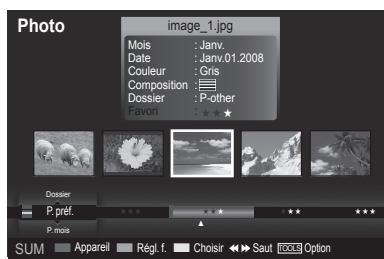 Photo
image_1.jpg
Mois : Janv.
Date : Janv.01.2008
Couleur : Gris
Composition :
Dossier : P-other
Favori : ★★★
Dossier
P. préf. ★★★ ★★★ ★★ ★★★
P. mois
SUM Appareil Régl. f. Choisir ◄◄ ►► Saut TOOLS Option